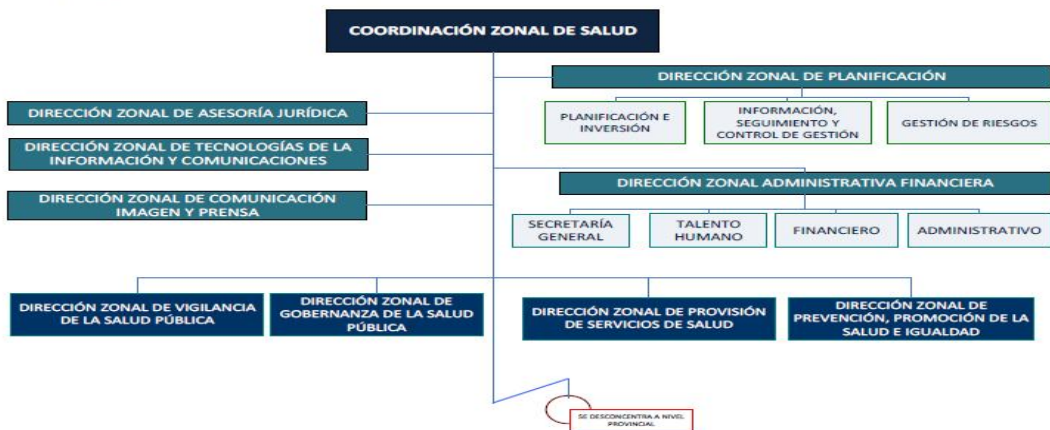 COORDINACIÓN ZONAL DE SALUD
DIRECCIÓN ZONAL DE PLANIFICACIÓN
PLANIFICACIÓN E
INVERSIÓN
INFORMACIÓN,
SEGUIMIENTO Y
CONTROL DE GESTIÓN
GESTIÓN DE RIESGOS
DIRECCIÓN ZONAL DE ASESORÍA JURÍDICA
DIRECCIÓN ZONAL DE TECNOLOGÍAS DE LA
INFORMACIÓN Y COMUNICACIONES
DIRECCIÓN ZONAL DE COMUNICACIÓN
IMAGEN Y PRENSA
DIRECCIÓN ZONAL ADMINISTRATIVA FINANCIERA
SECRETARÍA
GENERAL
TALENTO
HUMANO
FINANCIERO
ADMINISTRATIVO
DIRECCIÓN ZONAL DE VIGILANCIA
DE LA SALUD PÚBLICA
DIRECCIÓN ZONAL DE
GOBERNANZA DE LA SALUD
PÚBLICA
DIRECCIÓN ZONAL DE PROVISIÓN
DE SERVICIOS DE SALUD
DIRECCIÓN ZONAL DE
PREVENCIÓN, PROMOCIÓN DE LA
SALUD E IGUALDAD
SE DESCONCENTRA A NIVEL
PROVINCIAL